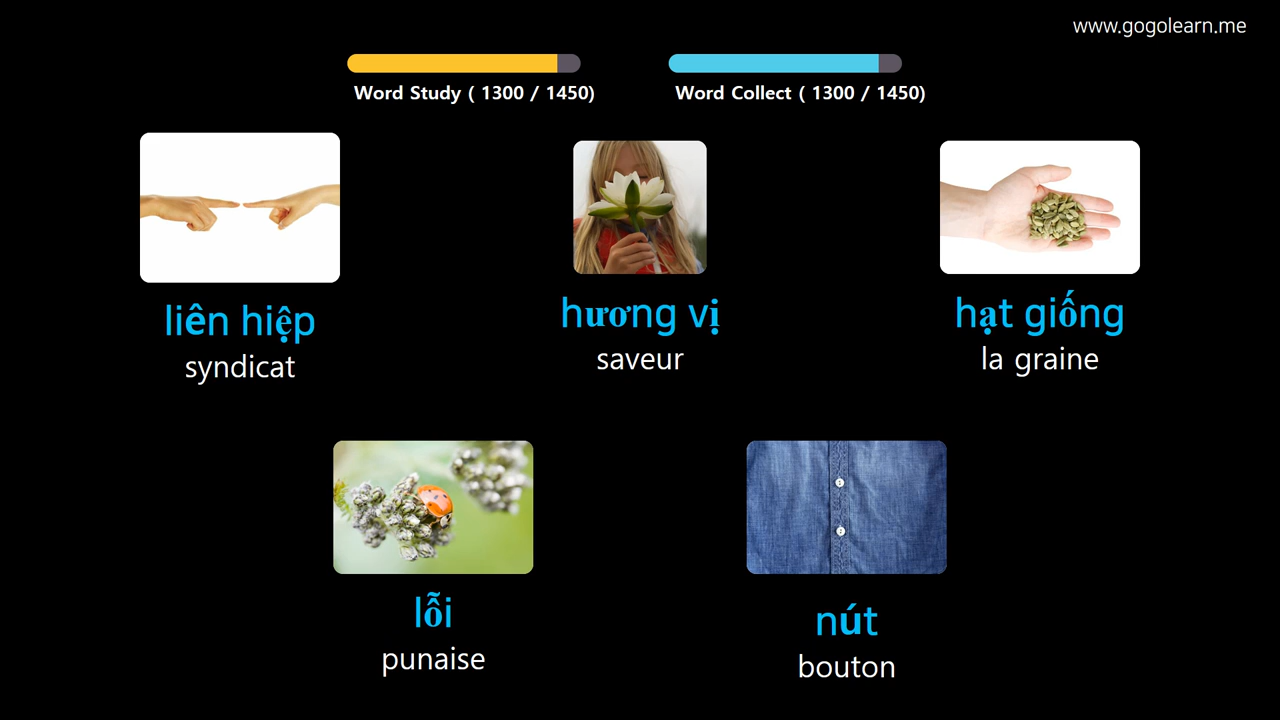 www.gogolearn.me
Word Study ( 1300 / 1450)
Word Collect ( 1300 / 1450)
liên hiệp
syndicat
hương vị
saveur
hạt giống
la graine
lỗi
punaise
nút
bouton